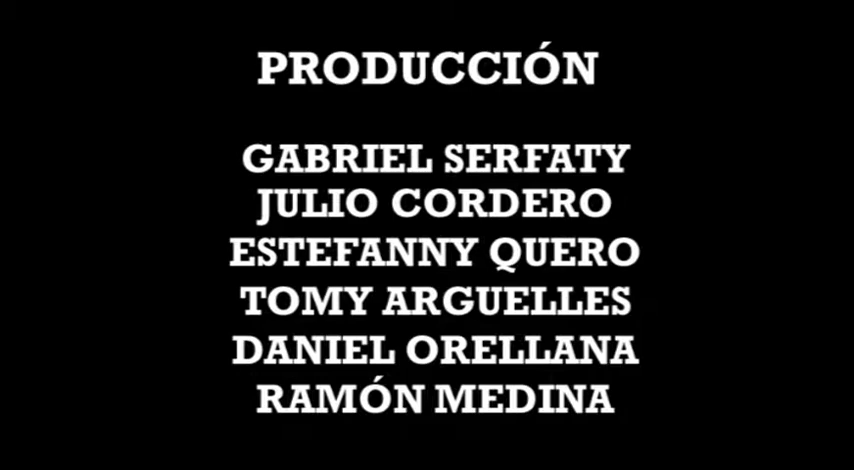 PRODUCCIÓN
GABRIEL SERFATY
JULIO CORDERO
ESTEFANNY QUERO
TOMY ARGUELLES
DANIEL ORELLANA
RAMÓN MEDINA